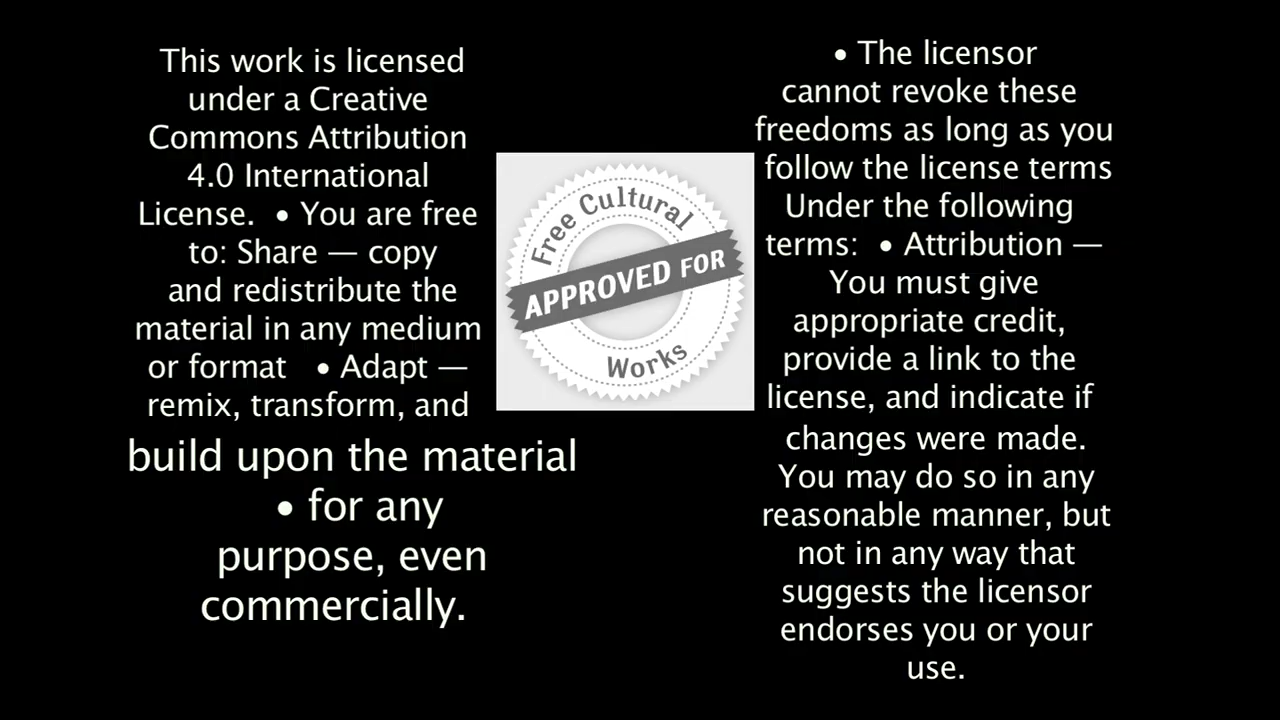 This work is licensed
under a Creative
Commons Attribution
4.0 International
License.  • You are free
to: Share — copy
and redistribute the
material in any medium
or format   • Adapt —
remix, transform, and
build upon the material
• for any
purpose, even
commercially.
Free Cultural
APPROVED FOR
Works
• The licensor
cannot revoke these
freedoms as long as you
follow the license terms
Under the following
terms:  • Attribution —
You must give
appropriate credit,
provide a link to the
license, and indicate if
changes were made.
You may do so in any
reasonable manner, but
not in any way that
suggests the licensor
endorses you or your
use.